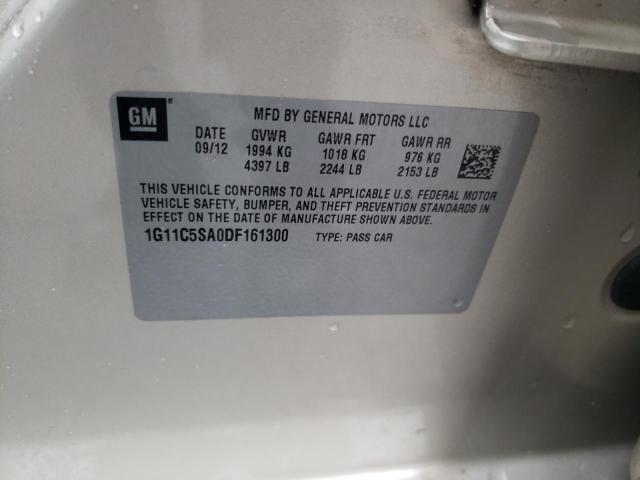 GM
MFD BY GENERAL MOTORS LLC
DATE GVWR GAWR FRT GAWR RR
09/12 1994 KG 1018 KG 976 KG
4397 LB 2244 LB 2153 LB
THIS VEHICLE CONFORMS TO ALL APPLICABLE U.S. FEDERAL MOTOR
VEHICLE SAFETY, BUMPER, AND THEFT PREVENTION STANDARDS IN
EFFECT ON THE DATE OF MANUFACTURE SHOWN ABOVE.
1G11C5SA0DF161300 TYPE: PASS CAR